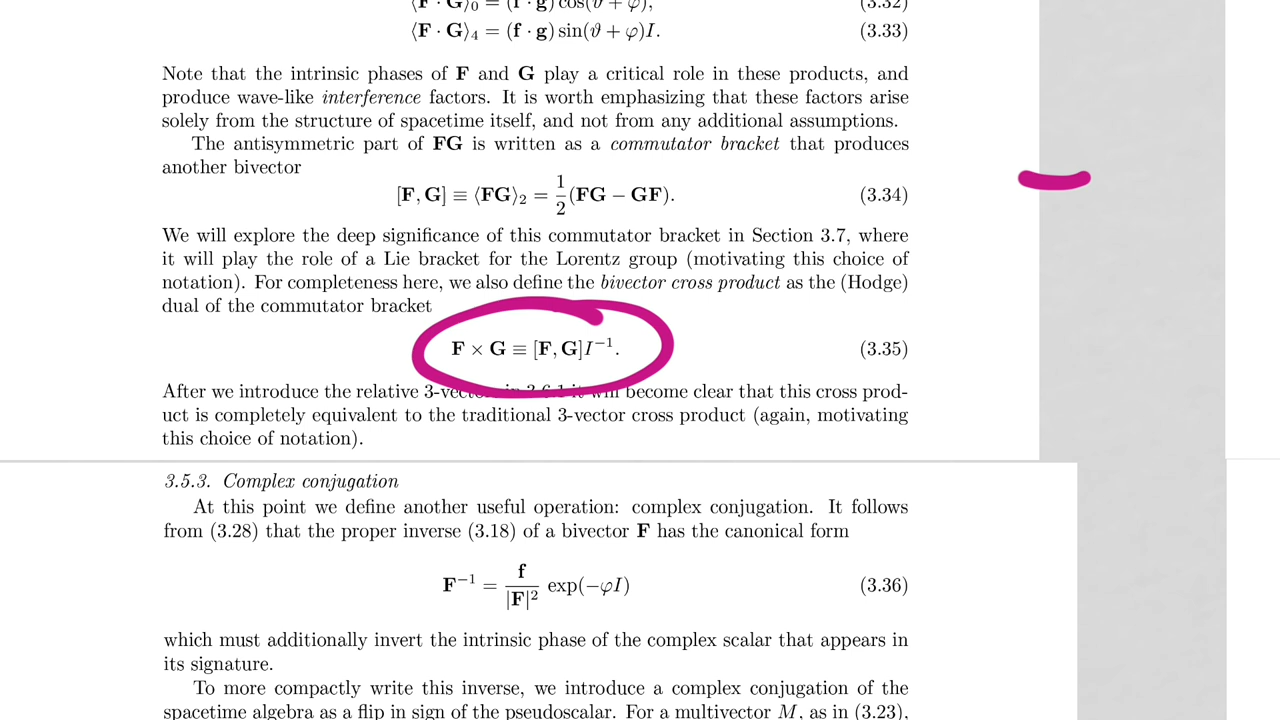 ⟨F · G⟩₀ = (f · g) cos(ϑ + φ), (3.32)
⟨F · G⟩₄ = (f · g) sin(ϑ + φ)I. (3.33)
Note that the intrinsic phases of F and G play a critical role in these products, and
produce wave-like interference factors. It is worth emphasizing that these factors arise
solely from the structure of spacetime itself, and not from any additional assumptions.
The antisymmetric part of FG is written as a commutator bracket that produces
another bivector
[F, G] ≡ ⟨FG⟩₂ = 1/2 (FG − GF). (3.34)
We will explore the deep significance of this commutator bracket in Section 3.7, where
it will play the role of a Lie bracket for the Lorentz group (motivating this choice of
notation). For completeness here, we also define the bivector cross product as the (Hodge)
dual of the commutator bracket
F × G ≡ [F, G]I⁻¹. (3.35)
After we introduce the relative 3-vectors in 3.6.1 it will become clear that this cross prod-
uct is completely equivalent to the traditional 3-vector cross product (again, motivating
this choice of notation).
3.5.3. Complex conjugation
At this point we define another useful operation: complex conjugation. It follows
from (3.28) that the proper inverse (3.18) of a bivector F has the canonical form
F⁻¹ = f/|F|² exp(−φI) (3.36)
which must additionally invert the intrinsic phase of the complex scalar that appears in
its signature.
To more compactly write this inverse, we introduce a complex conjugation of the
spacetime algebra as a flip in sign of the pseudoscalar. For a multivector M, as in (3.23),